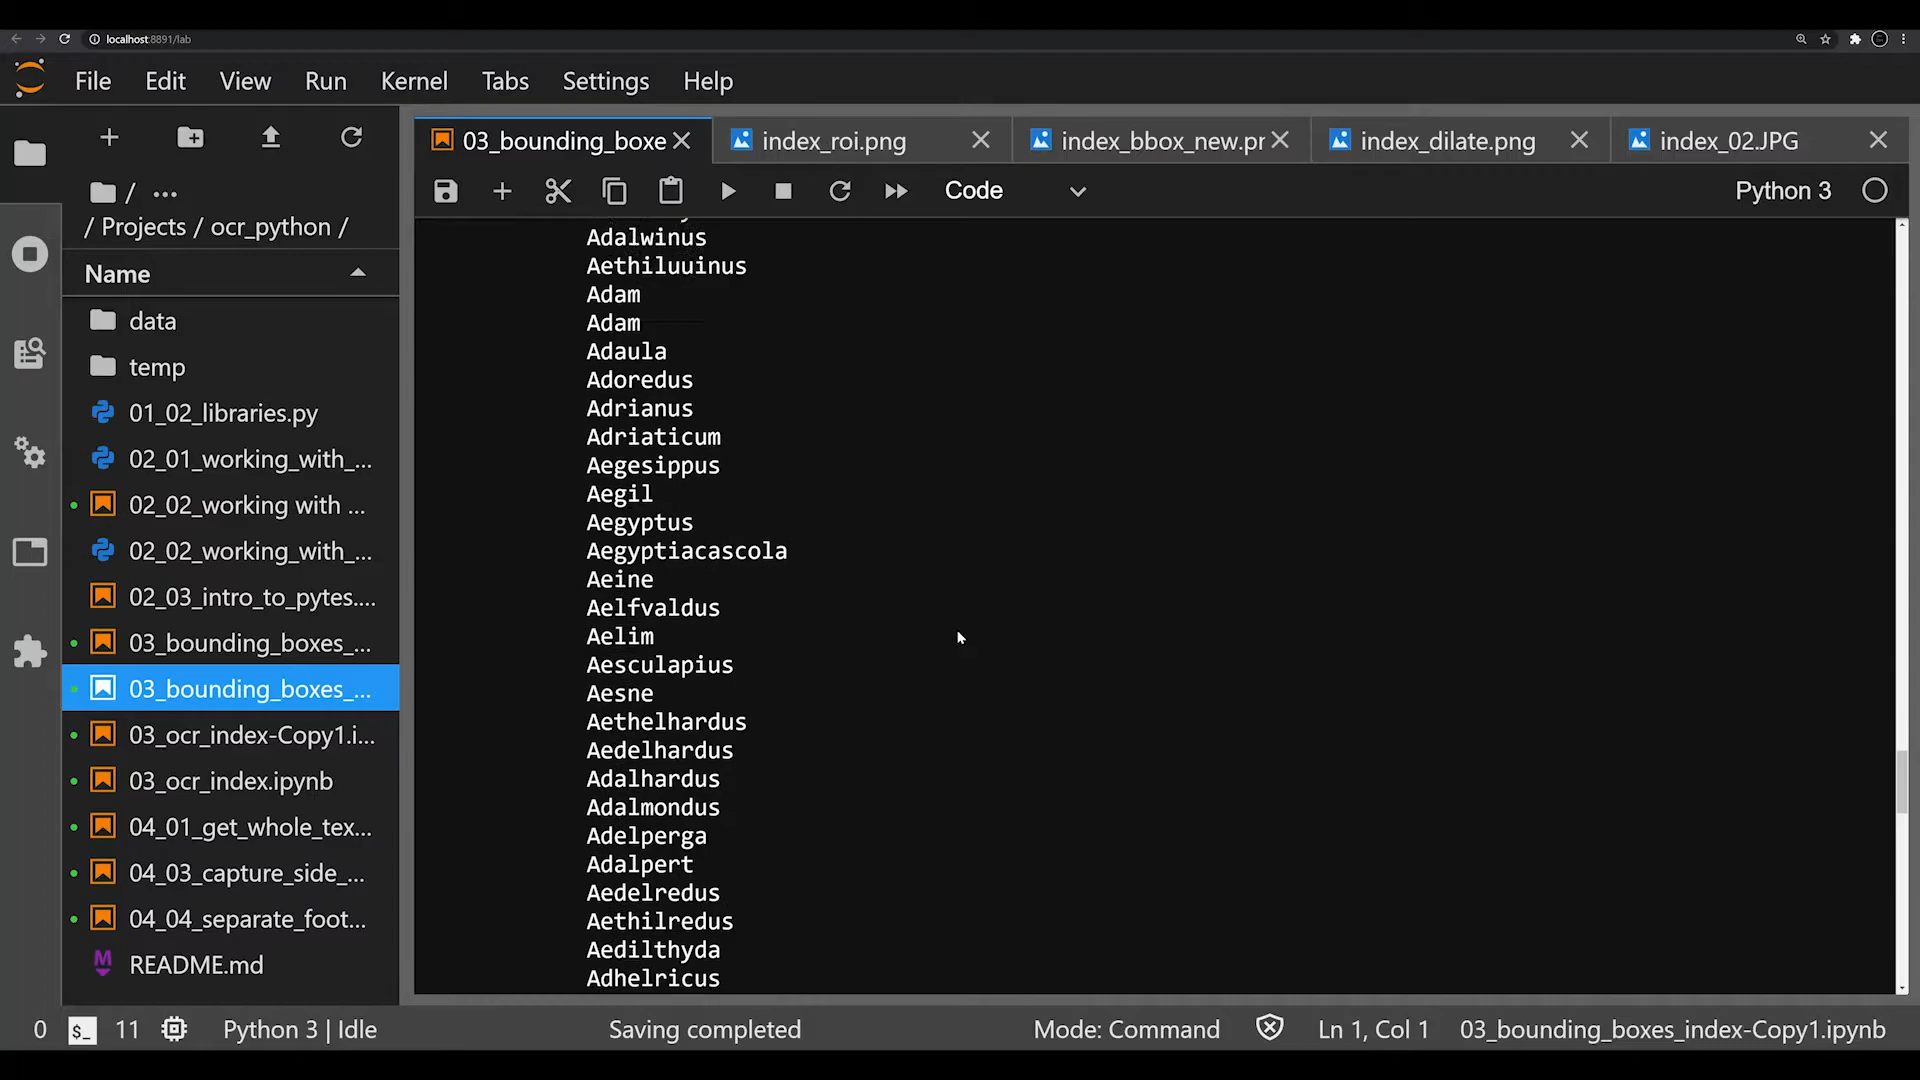 localhost:8891/lab
File Edit View Run Kernel Tabs Settings Help
03_bounding_boxe index_roi.png index_bbox_new.pr index_dilate.png index_02.JPG
Code Python 3
/ ...
/ Projects / ocr_python /
Name
data
temp
01_02_libraries.py
02_01_working_with_...
02_02_working with ...
02_02_working_with_...
02_03_intro_to_pytes....
03_bounding_boxes_...
03_bounding_boxes_...
03_ocr_index-Copy1.i...
03_ocr_index.ipynb
04_01_get_whole_tex...
04_03_capture_side_...
04_04_separate_foot...
README.md
Adalwinus
Aethiluuinus
Adam
Adam
Adaula
Adoredus
Adrianus
Adriaticum
Aegesippus
Aegil
Aegyptus
Aegyptiacascola
Aeine
Aelfvaldus
Aelim
Aesculapius
Aesne
Aethelhardus
Aedelhardus
Adalhardus
Adalmondus
Adelperga
Adalpert
Aedelredus
Aethilredus
Aedilthyda
Adhelricus
0 $_ 11 Python 3 | Idle Saving completed Mode: Command Ln 1, Col 1 03_bounding_boxes_index-Copy1.ipynb